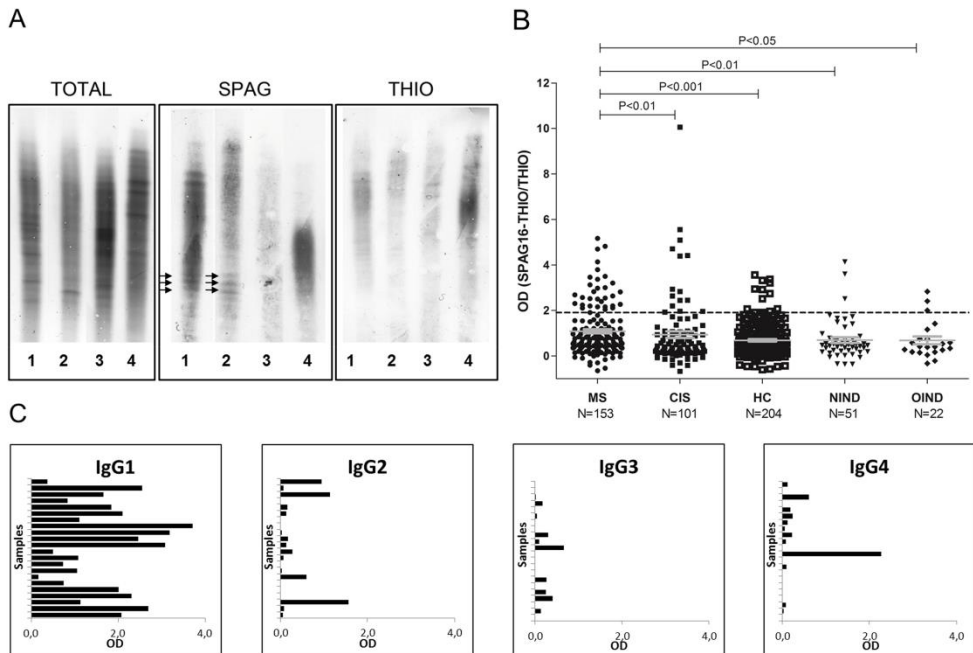 A
TOTAL SPAG THIO
1 2 3 4 1 2 3 4 1 2 3 4
B
P<0.05
P<0.01
P<0.001
P<0.01
OD (SPAG16-THIO/THIO)
12
10
8
6
4
2
0
MS CIS HC NIND OIND
N=153 N=101 N=204 N=51 N=22
C
IgG1
Samples
0,0 2,0 4,0
OD
IgG2
Samples
0,0 2,0 4,0
OD
IgG3
Samples
0,0 2,0 4,0
OD
IgG4
Samples
0,0 2,0 4,0
OD